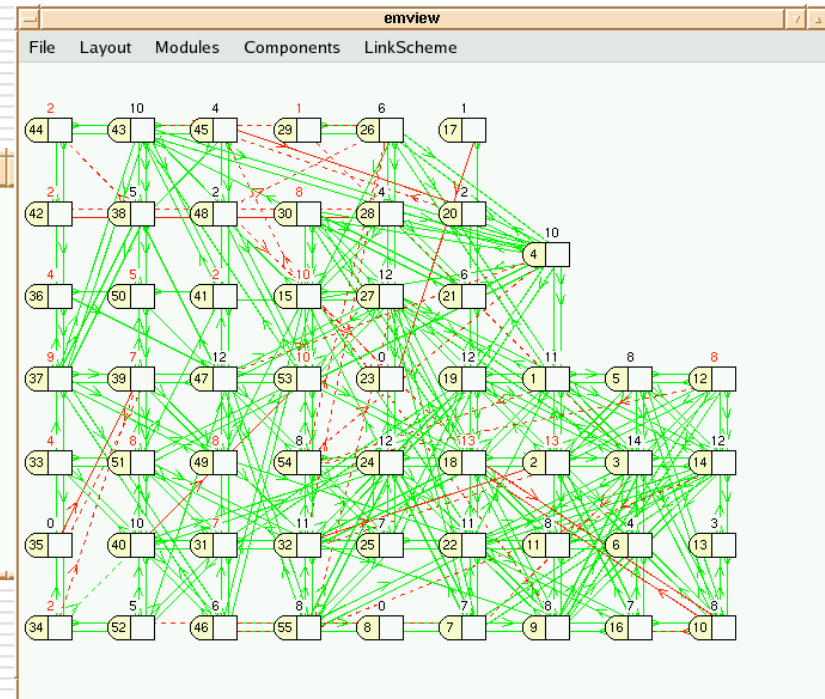 emview
File Layout Modules Components LinkScheme
2 10 4 1 6 1
44 43 45 29 26 17
2 5 2 8 4 2
42 38 48 30 28 20
10
4
4 5 2 10 12 6
36 50 41 15 27 21
9 7 12 10 0 12 11 8 8
37 39 47 53 23 19 1 5 12
4 8 8 8 12 13 13 14 12
33 51 49 54 24 18 2 3 14
0 10 7 11 7 11 8 4 3
35 40 31 32 25 22 11 6 13
2 5 6 8 0 7 8 7 8
34 52 46 55 8 7 9 16 10